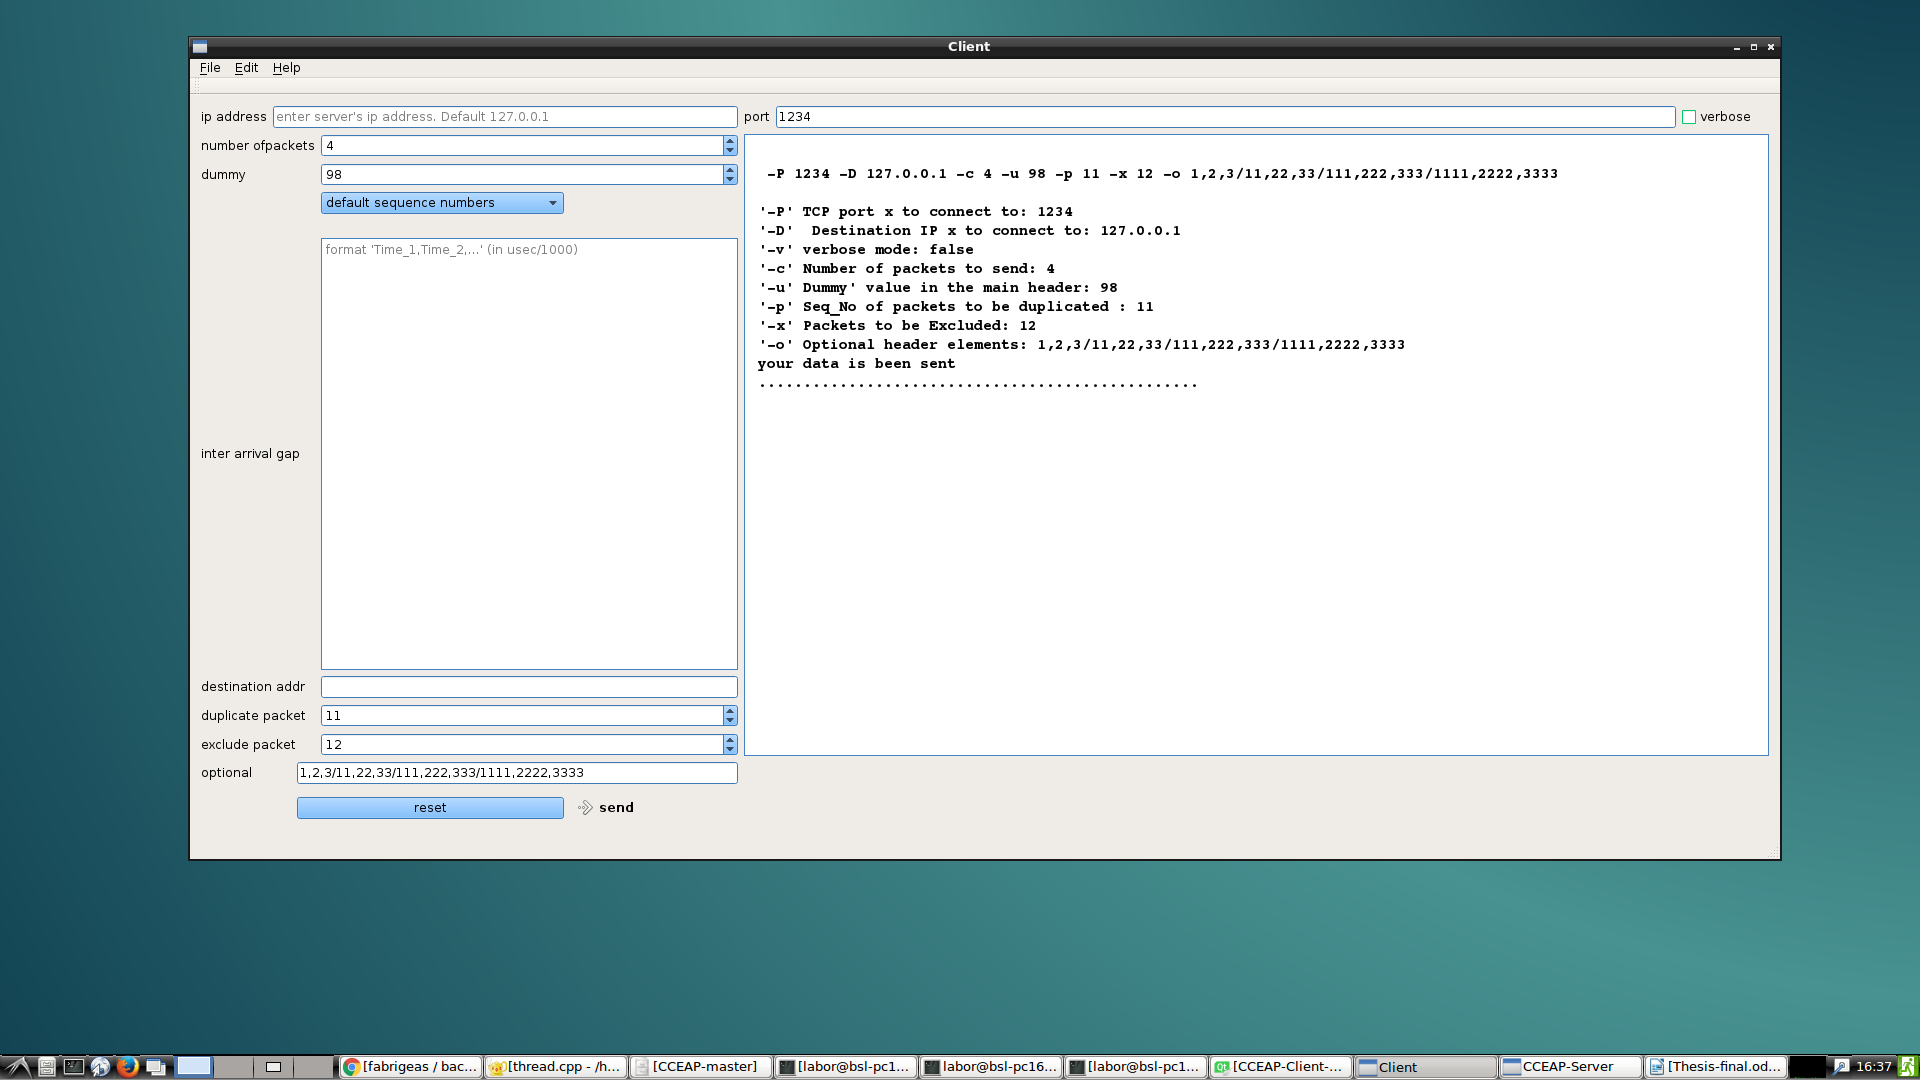 Client
File Edit Help
ip address enter server's ip address. Default 127.0.0.1 port 1234 verbose
number ofpackets 4
dummy 98
default sequence numbers
format 'Time_1,Time_2,...' (in usec/1000)
inter arrival gap
destination addr
duplicate packet 11
exclude packet 12
optional 1,2,3/11,22,33/111,222,333/1111,2222,3333
reset send
-P 1234 -D 127.0.0.1 -c 4 -u 98 -p 11 -x 12 -o 1,2,3/11,22,33/111,222,333/1111,2222,3333
'-P' TCP port x to connect to: 1234
'-D'  Destination IP x to connect to: 127.0.0.1
'-v' verbose mode: false
'-c' Number of packets to send: 4
'-u' Dummy' value in the main header: 98
'-p' Seq_No of packets to be duplicated : 11
'-x' Packets to be Excluded: 12
'-o' Optional header elements: 1,2,3/11,22,33/111,222,333/1111,2222,3333
your data is been sent
.................................................
[fabrigeas / bac... [thread.cpp - /h... [CCEAP-master] [labor@bsl-pc1... labor@bsl-pc16... [labor@bsl-pc1... [CCEAP-Client-... Client CCEAP-Server [Thesis-final.od... 16:37